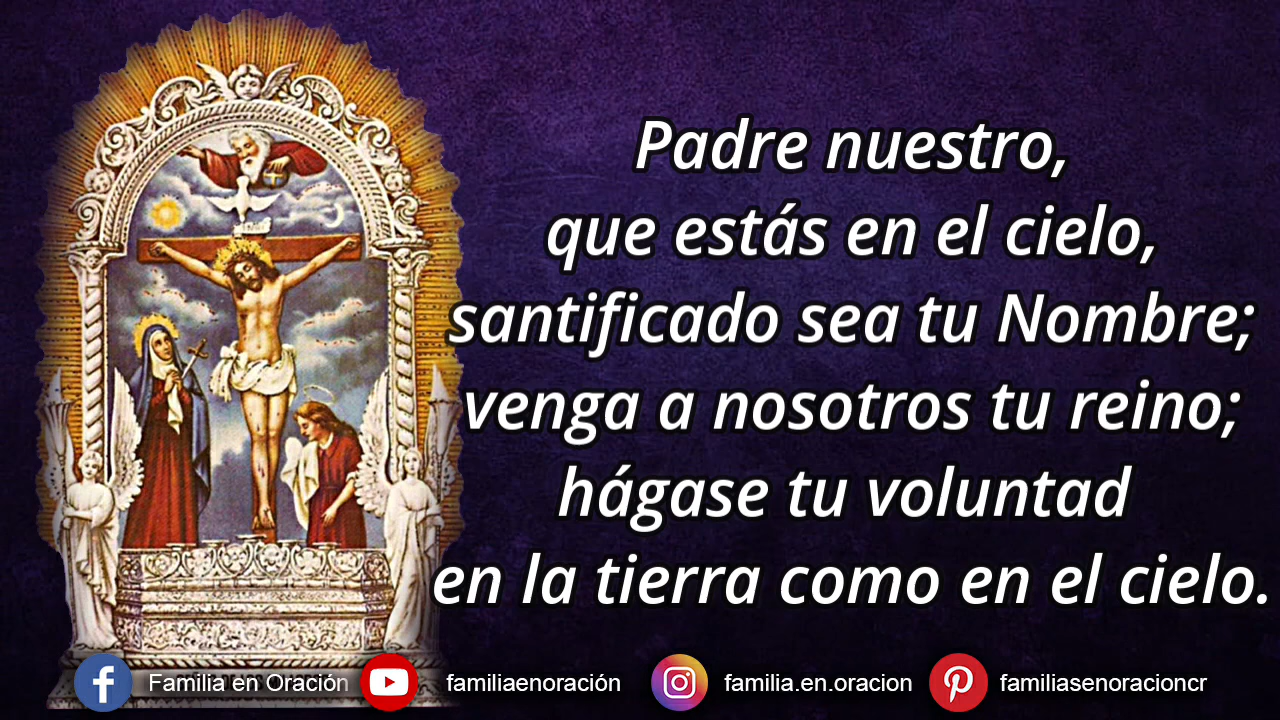 Padre nuestro,
que estás en el cielo,
santificado sea tu Nombre;
venga a nosotros tu reino;
hágase tu voluntad
en la tierra como en el cielo.
Familia en Oración
familiaenoración
familia.en.oracion
familiasenoracioncr